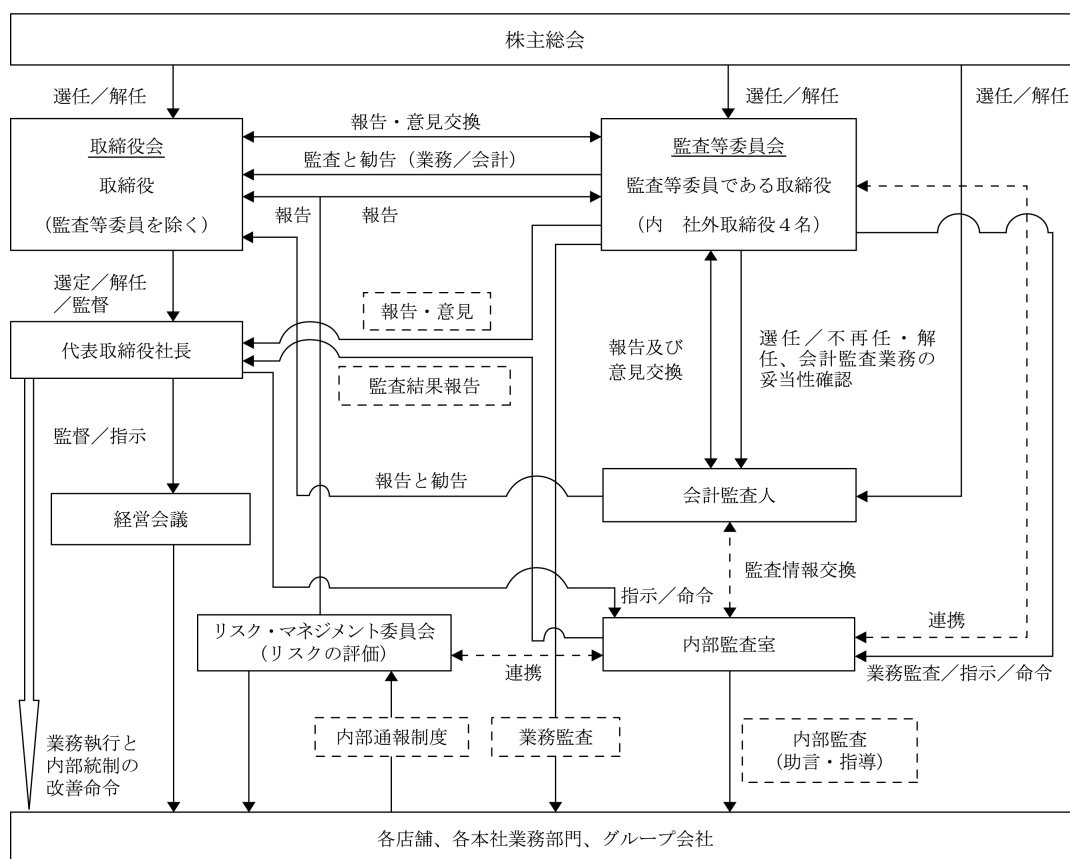 株主総会
選任／解任
選任／解任
選任／解任
取締役会
取締役
（監査等委員を除く）
報告・意見交換
監査と勧告（業務／会計）
報告
報告
監査等委員会
監査等委員である取締役
（内　社外取締役４名）
選定／解任
／監督
報告・意見
代表取締役社長
監査結果報告
報告及び
意見交換
選任／不再任・解
任、会計監査業務の
妥当性確認
監督／指示
報告と勧告
会計監査人
経営会議
監査情報交換
指示／命令
リスク・マネジメント委員会
（リスクの評価）
連携
内部監査室
連携
業務監査／指示／命令
業務執行と
内部統制の
改善命令
内部通報制度
業務監査
内部監査
（助言・指導）
各店舗、各本社業務部門、グループ会社